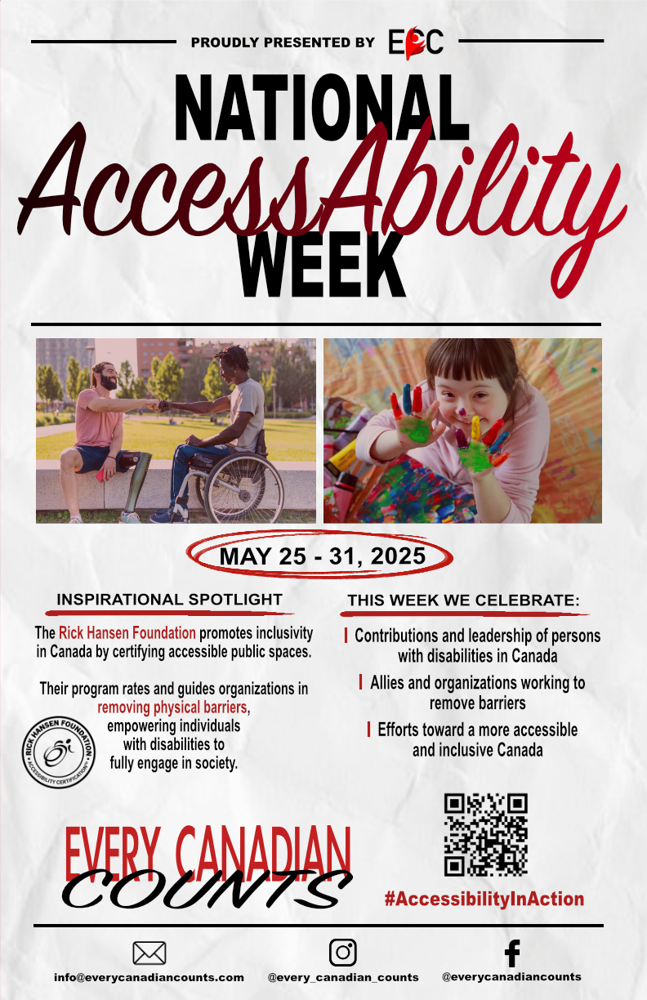 PROUDLY PRESENTED BY ECC
NATIONAL
AccessAbility
WEEK
MAY 25 - 31, 2025
INSPIRATIONAL SPOTLIGHT
The Rick Hansen Foundation promotes inclusivity
in Canada by certifying accessible public spaces.
Their program rates and guides organizations in
removing physical barriers,
empowering individuals
with disabilities to
fully engage in society.
RICK HANSEN FOUNDATION
ACCESSIBILITY CERTIFICATION™
THIS WEEK WE CELEBRATE:
Contributions and leadership of persons
with disabilities in Canada
Allies and organizations working to
remove barriers
Efforts toward a more accessible
and inclusive Canada
EVERY CANADIAN
COUNTS
#AccessibilityInAction
info@everycanadiancounts.com
@every_canadian_counts
@everycanadiancounts